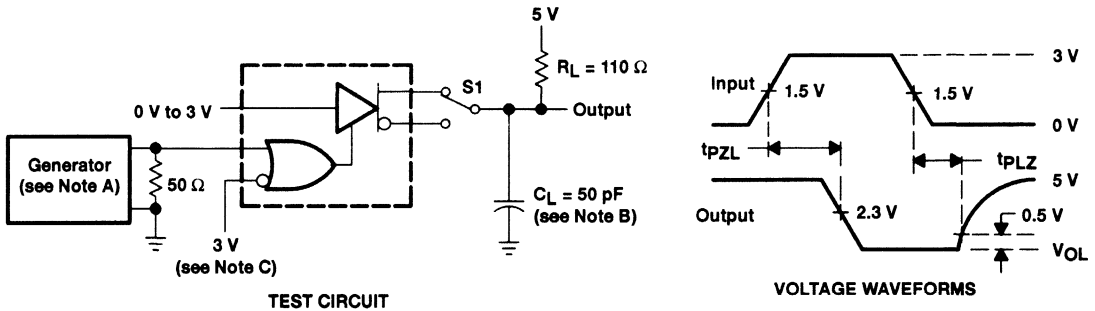 5 V
R_L = 110 Ω
S1
0 V to 3 V
Output
Generator
(see Note A)
50 Ω
C_L = 50 pF
(see Note B)
3 V
(see Note C)
TEST CIRCUIT
3 V
Input
1.5 V
1.5 V
0 V
t_PZL
t_PLZ
5 V
Output
2.3 V
0.5 V
V_OL
VOLTAGE WAVEFORMS